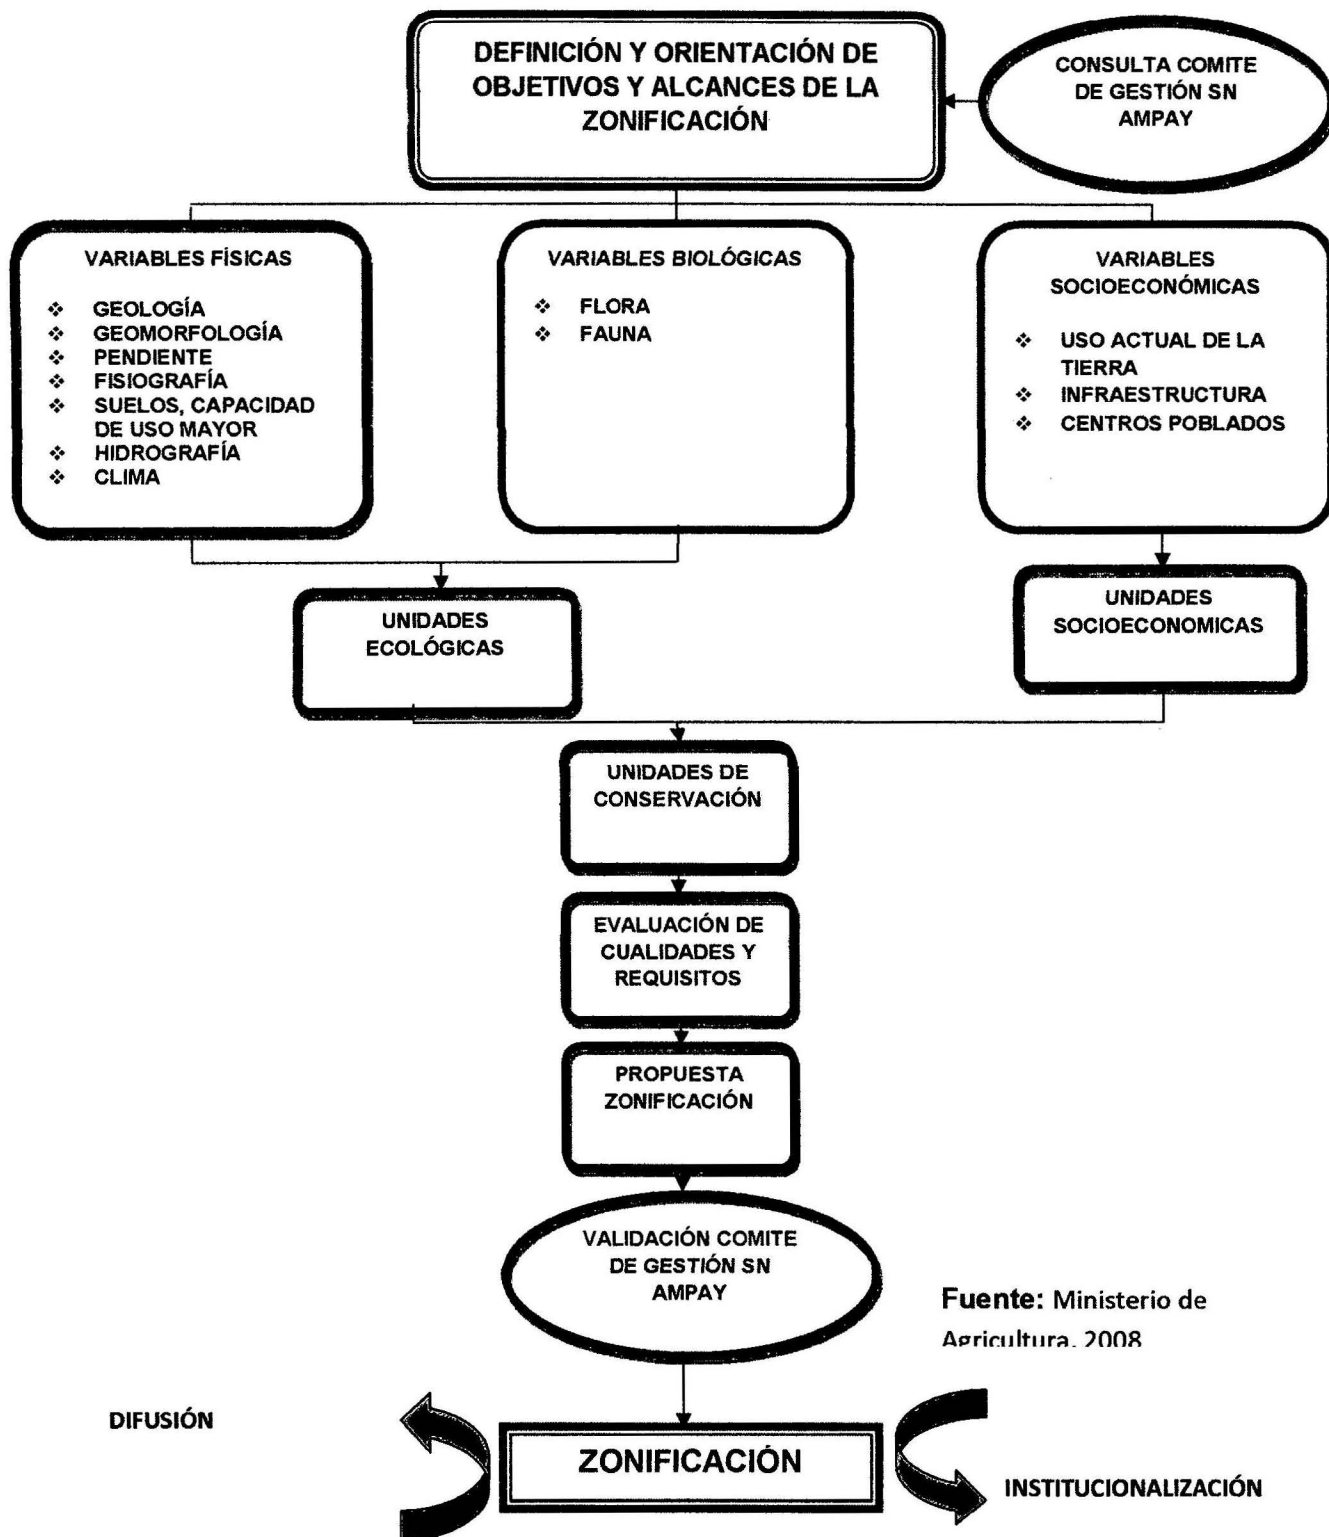 DEFINICIÓN Y ORIENTACIÓN DE
OBJETIVOS Y ALCANCES DE LA
ZONIFICACIÓN
CONSULTA COMITE
DE GESTIÓN SN
AMPAY
VARIABLES FÍSICAS
❖ GEOLOGÍA
❖ GEOMORFOLOGÍA
❖ PENDIENTE
❖ FISIOGRAFÍA
❖ SUELOS, CAPACIDAD
DE USO MAYOR
❖ HIDROGRAFÍA
❖ CLIMA
VARIABLES BIOLÓGICAS
❖ FLORA
❖ FAUNA
VARIABLES
SOCIOECONÓMICAS
❖ USO ACTUAL DE LA
TIERRA
❖ INFRAESTRUCTURA
❖ CENTROS POBLADOS
UNIDADES
ECOLÓGICAS
UNIDADES
SOCIOECONOMICAS
UNIDADES DE
CONSERVACIÓN
EVALUACIÓN DE
CUALIDADES Y
REQUISITOS
PROPUESTA
ZONIFICACIÓN
VALIDACIÓN COMITE
DE GESTIÓN SN
AMPAY
Fuente: Ministerio de
Agricultura, 2008
DIFUSIÓN
ZONIFICACIÓN
INSTITUCIONALIZACIÓN